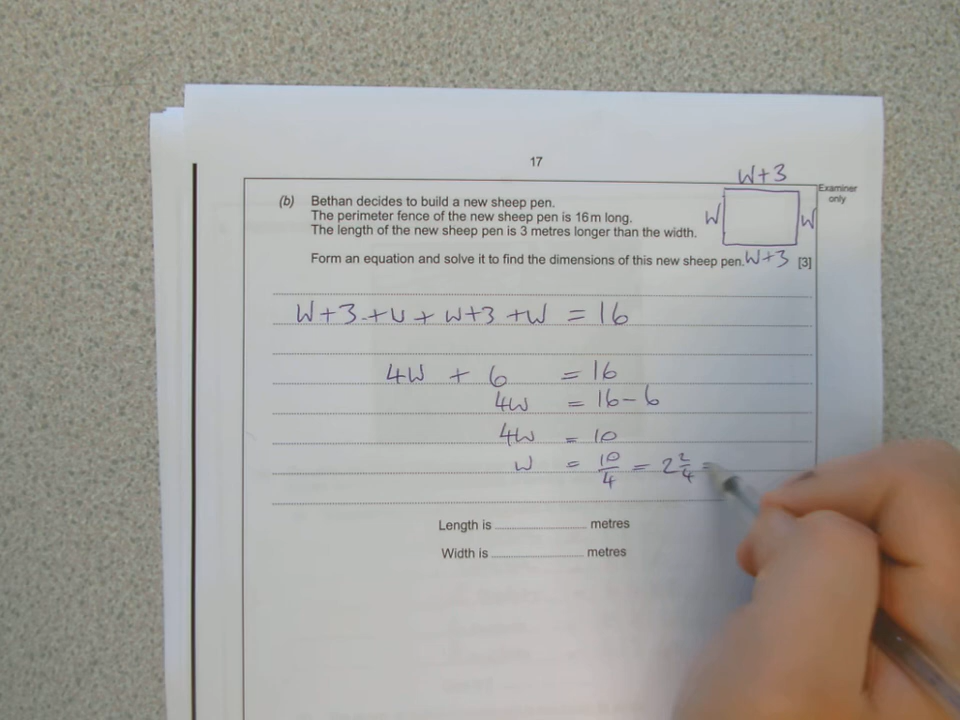 17
W+3
Examiner only
(b) Bethan decides to build a new sheep pen.
The perimeter fence of the new sheep pen is 16 m long.
W W
The length of the new sheep pen is 3 metres longer than the width.
Form an equation and solve it to find the dimensions of this new sheep pen. W+3 [3]
W+3+W+W+3+W = 16
4W + 6 = 16
4W = 16-6
4W = 10
W = 10/4 = 2 2/4 =
Length is ........................ metres
Width is ........................ metres